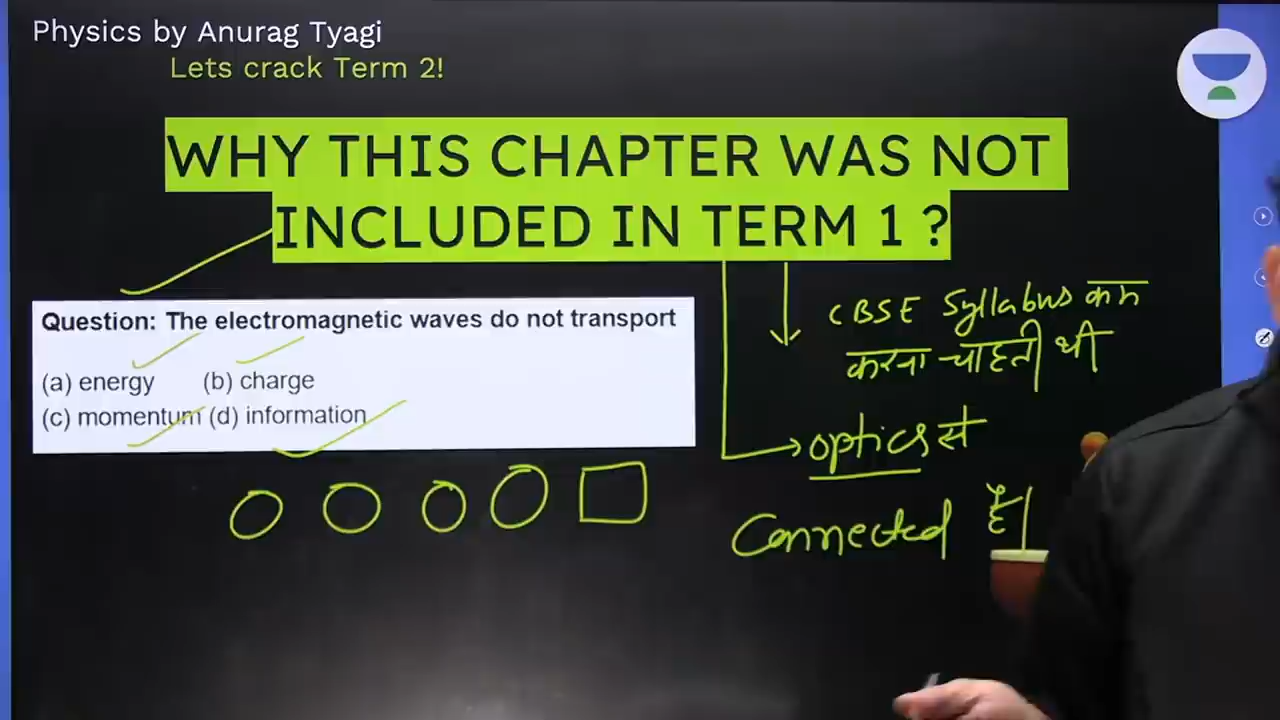 Physics by Anurag Tyagi
Lets crack Term 2!
WHY THIS CHAPTER WAS NOT
INCLUDED IN TERM 1 ?
Question: The electromagnetic waves do not transport
(a) energy (b) charge
(c) momentum (d) information
CBSE Syllabus कम
करना चाहती थी
optics से
Connected है।